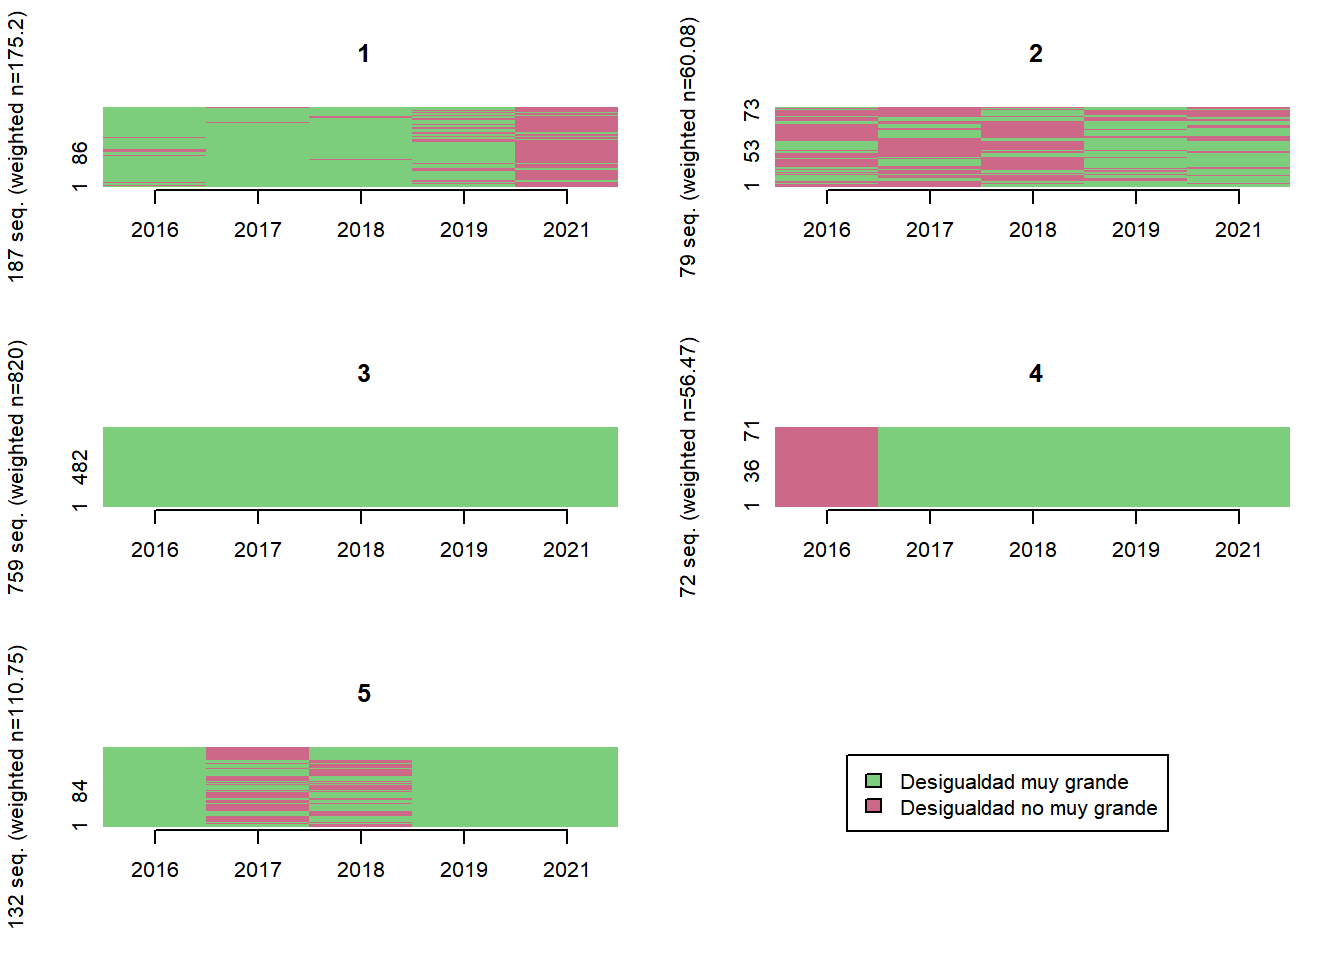 1
187 seq. (weighted n=175.2)
1 86
2016 2017 2018 2019 2021
2
79 seq. (weighted n=60.08)
1 53 73
2016 2017 2018 2019 2021
3
759 seq. (weighted n=820)
1 482
2016 2017 2018 2019 2021
4
72 seq. (weighted n=56.47)
1 36 71
2016 2017 2018 2019 2021
5
132 seq. (weighted n=110.75)
1 84
2016 2017 2018 2019 2021
Desigualdad muy grande
Desigualdad no muy grande